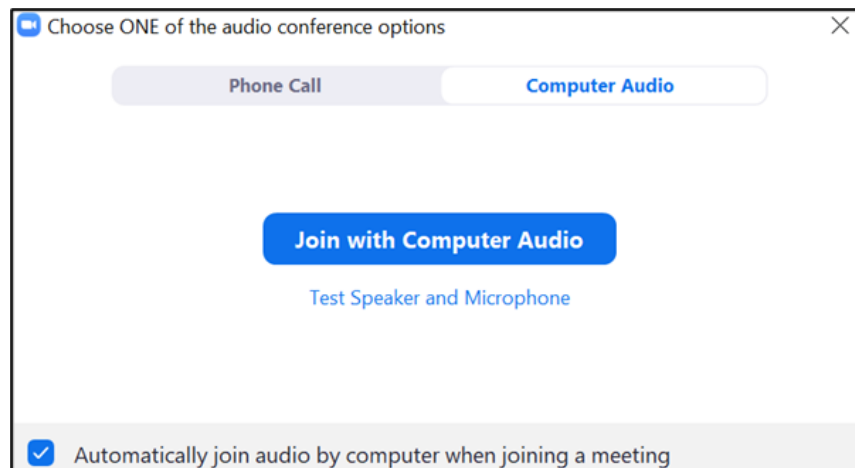 Choose ONE of the audio conference options
Phone Call
Computer Audio
Join with Computer Audio
Test Speaker and Microphone
Automatically join audio by computer when joining a meeting